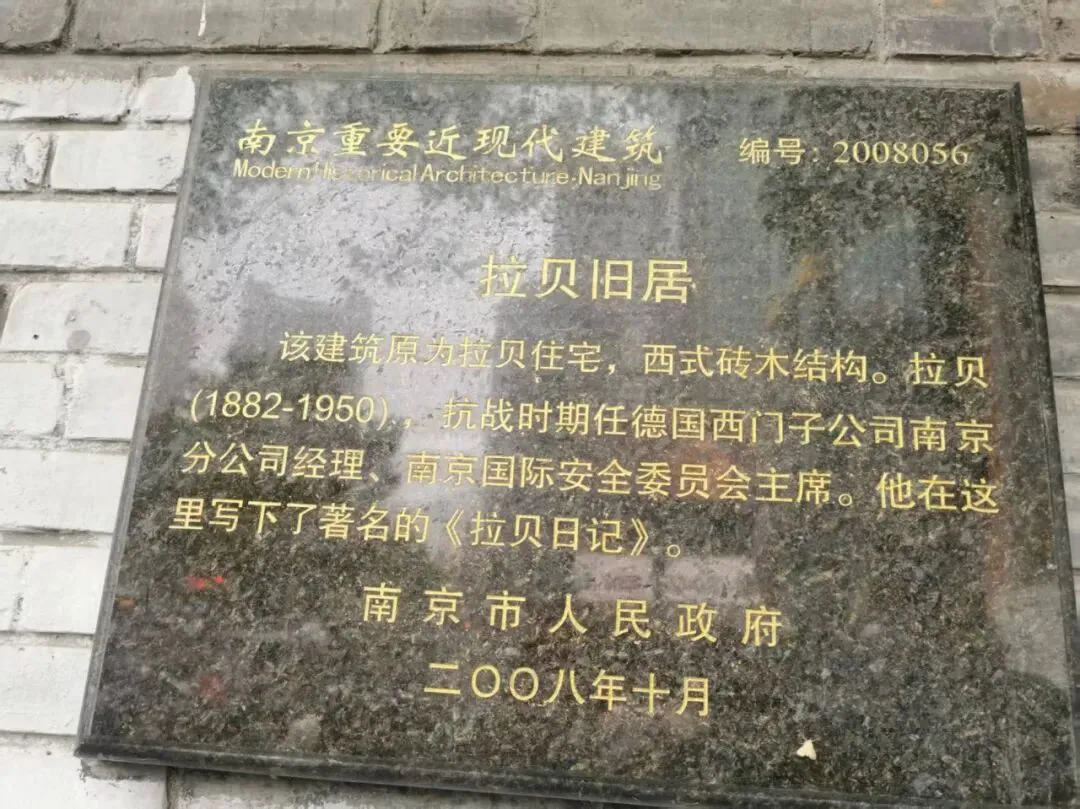 南京重要近现代建筑 编号：2008056
Modern Historical Architecture·Nanjing
拉贝旧居
该建筑原为拉贝住宅，西式砖木结构。拉贝
(1882-1950)，抗战时期任德国西门子公司南京
分公司经理、南京国际安全委员会主席。他在这
里写下了著名的《拉贝日记》。
南京市人民政府
二〇〇八年十月